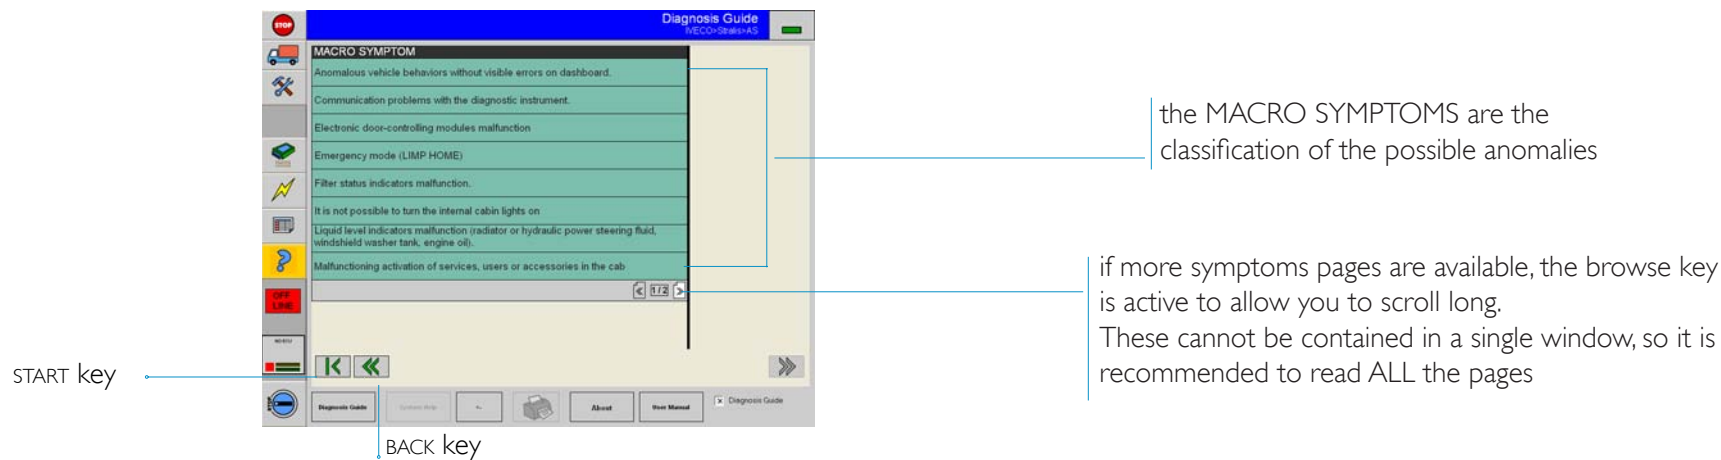 STOP
Diagnosis Guide
IVECO>Stralis>AS
MACRO SYMPTOM
Anomalous vehicle behaviors without visible errors on dashboard.
Communication problems with the diagnostic instrument.
Electronic door-controlling modules malfunction
Emergency mode (LIMP HOME)
Filter status indicators malfunction.
It is not possible to turn the internal cabin lights on
Liquid level indicators malfunction (radiator or hydraulic power steering fluid,
windshield washer tank, engine oil).
Malfunctioning activation of services, users or accessories in the cab
1/2
OFF
LINE
the MACRO SYMPTOMS are the
classification of the possible anomalies
if more symptoms pages are available, the browse key
is active to allow you to scroll long.
These cannot be contained in a single window, so it is
recommended to read ALL the pages
START key
STOP
Diagnosis Guide
System Help
About
User Manual
x Diagnosis Guide
BACK key